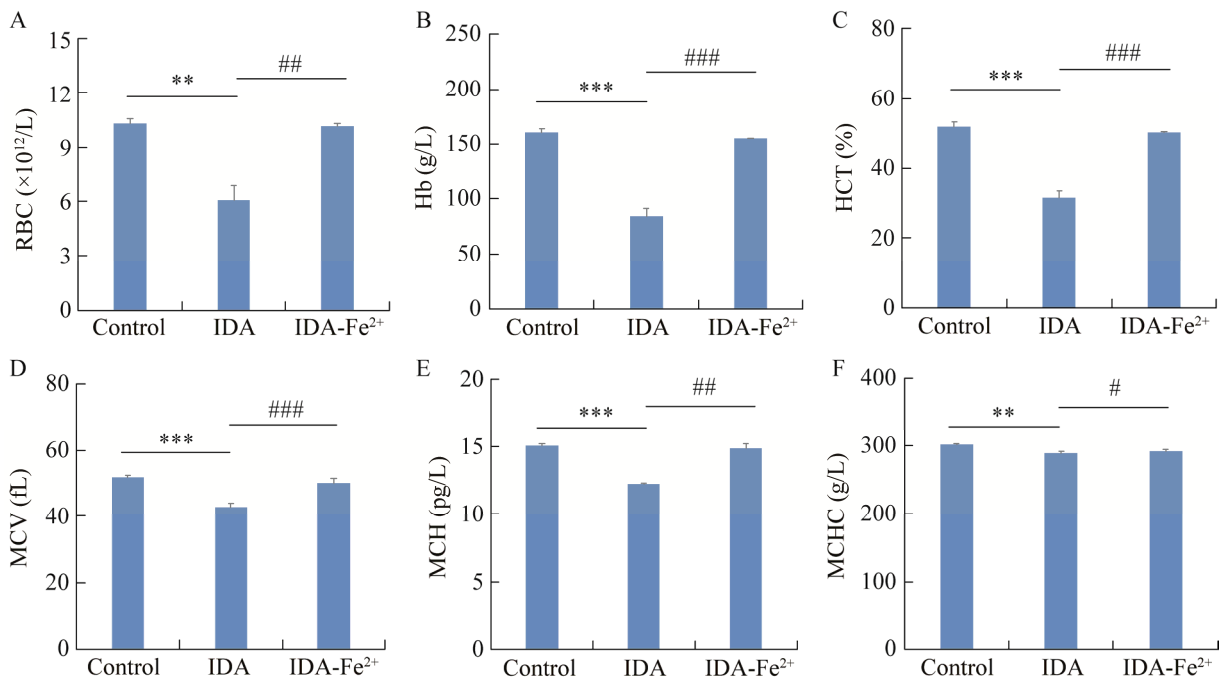 A
RBC (×10¹²/L)
15
12
9
6
3
0
**
##
Control
IDA
IDA-Fe²⁺
B
Hb (g/L)
250
200
150
100
50
0
***
###
Control
IDA
IDA-Fe²⁺
C
HCT (%)
80
60
40
20
0
***
###
Control
IDA
IDA-Fe²⁺
D
MCV (fL)
80
60
40
20
0
***
###
Control
IDA
IDA-Fe²⁺
E
MCH (pg/L)
20
15
10
5
0
***
##
Control
IDA
IDA-Fe²⁺
F
MCHC (g/L)
400
300
200
100
0
**
#
Control
IDA
IDA-Fe²⁺